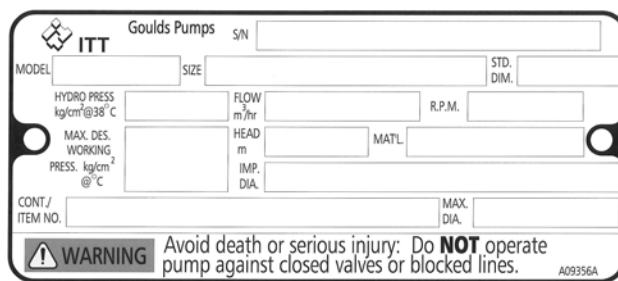 ITT Goulds Pumps S/N
MODEL SIZE STD. DIM.
HYDRO PRESS kg/cm²@38°C FLOW m³/hr R.P.M.
MAX. DES. WORKING PRESS. kg/cm² @°C HEAD m MAT'L.
IMP. DIA.
CONT./ ITEM NO. MAX. DIA.
WARNING Avoid death or serious injury: Do NOT operate
pump against closed valves or blocked lines.
A09356A